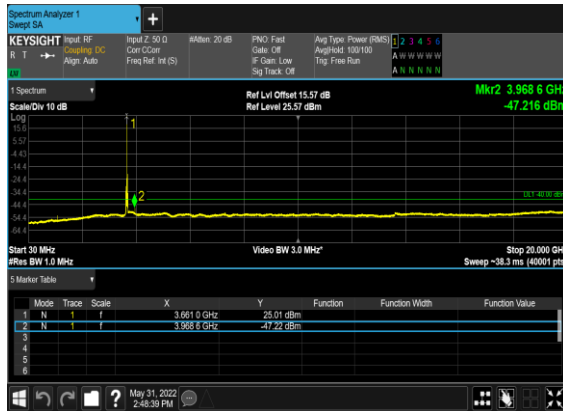 Spectrum Analyzer 1
Swept SA
+
KEYSIGHT Input: RF Input Z: 50 Ω #Atten: 20 dB PNO: Fast Avg Type: Power (RMS) 1 2 3 4 5 6
R T Coupling: DC Corr CCorr Gate: Off Avg|Hold: 100/100 A W W W W W
Align: Auto Freq Ref: Int (S) IF Gain: Low Trig: Free Run
Sig Track: Off A N N N N N
1 Spectrum
Ref Lvl Offset 15.57 dB Mkr2 3.968 6 GHz
Scale/Div 10 dB Ref Level 25.57 dBm -47.216 dBm
Log
15.6
5.57
-4.43
-14.4
-24.4
-34.4
-44.4
-54.4
-64.4
1
2
DL1 -40.00 dBm
Start 30 MHz Video BW 3.0 MHz* Stop 20.000 GHz
#Res BW 1.0 MHz Sweep ~38.3 ms (40001 pts)
5 Marker Table
Mode Trace Scale X Y Function Function Width Function Value
1 N 1 f 3.661 0 GHz 25.01 dBm
2 N 1 f 3.968 6 GHz -47.22 dBm
3
4
5
6
? May 31, 2022
2:48:39 PM